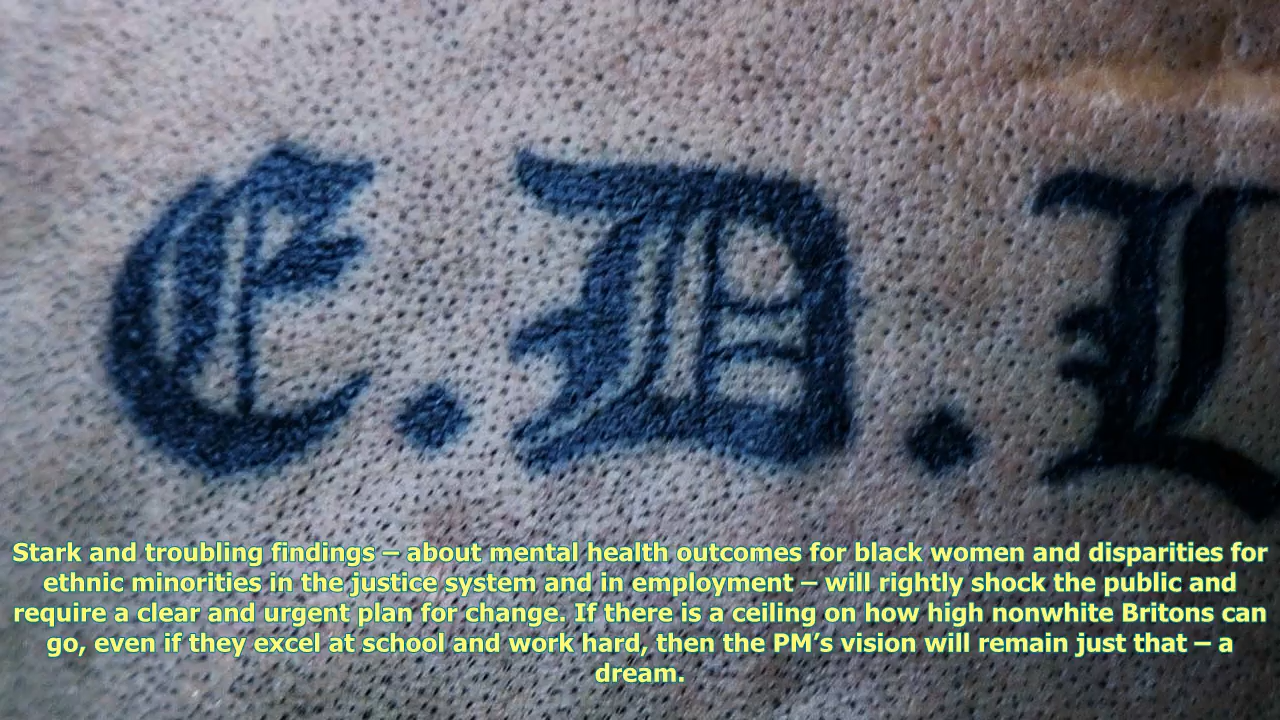 C.D.L
Stark and troubling findings – about mental health outcomes for black women and disparities for
ethnic minorities in the justice system and in employment – will rightly shock the public and
require a clear and urgent plan for change. If there is a ceiling on how high nonwhite Britons can
go, even if they excel at school and work hard, then the PM’s vision will remain just that – a
dream.